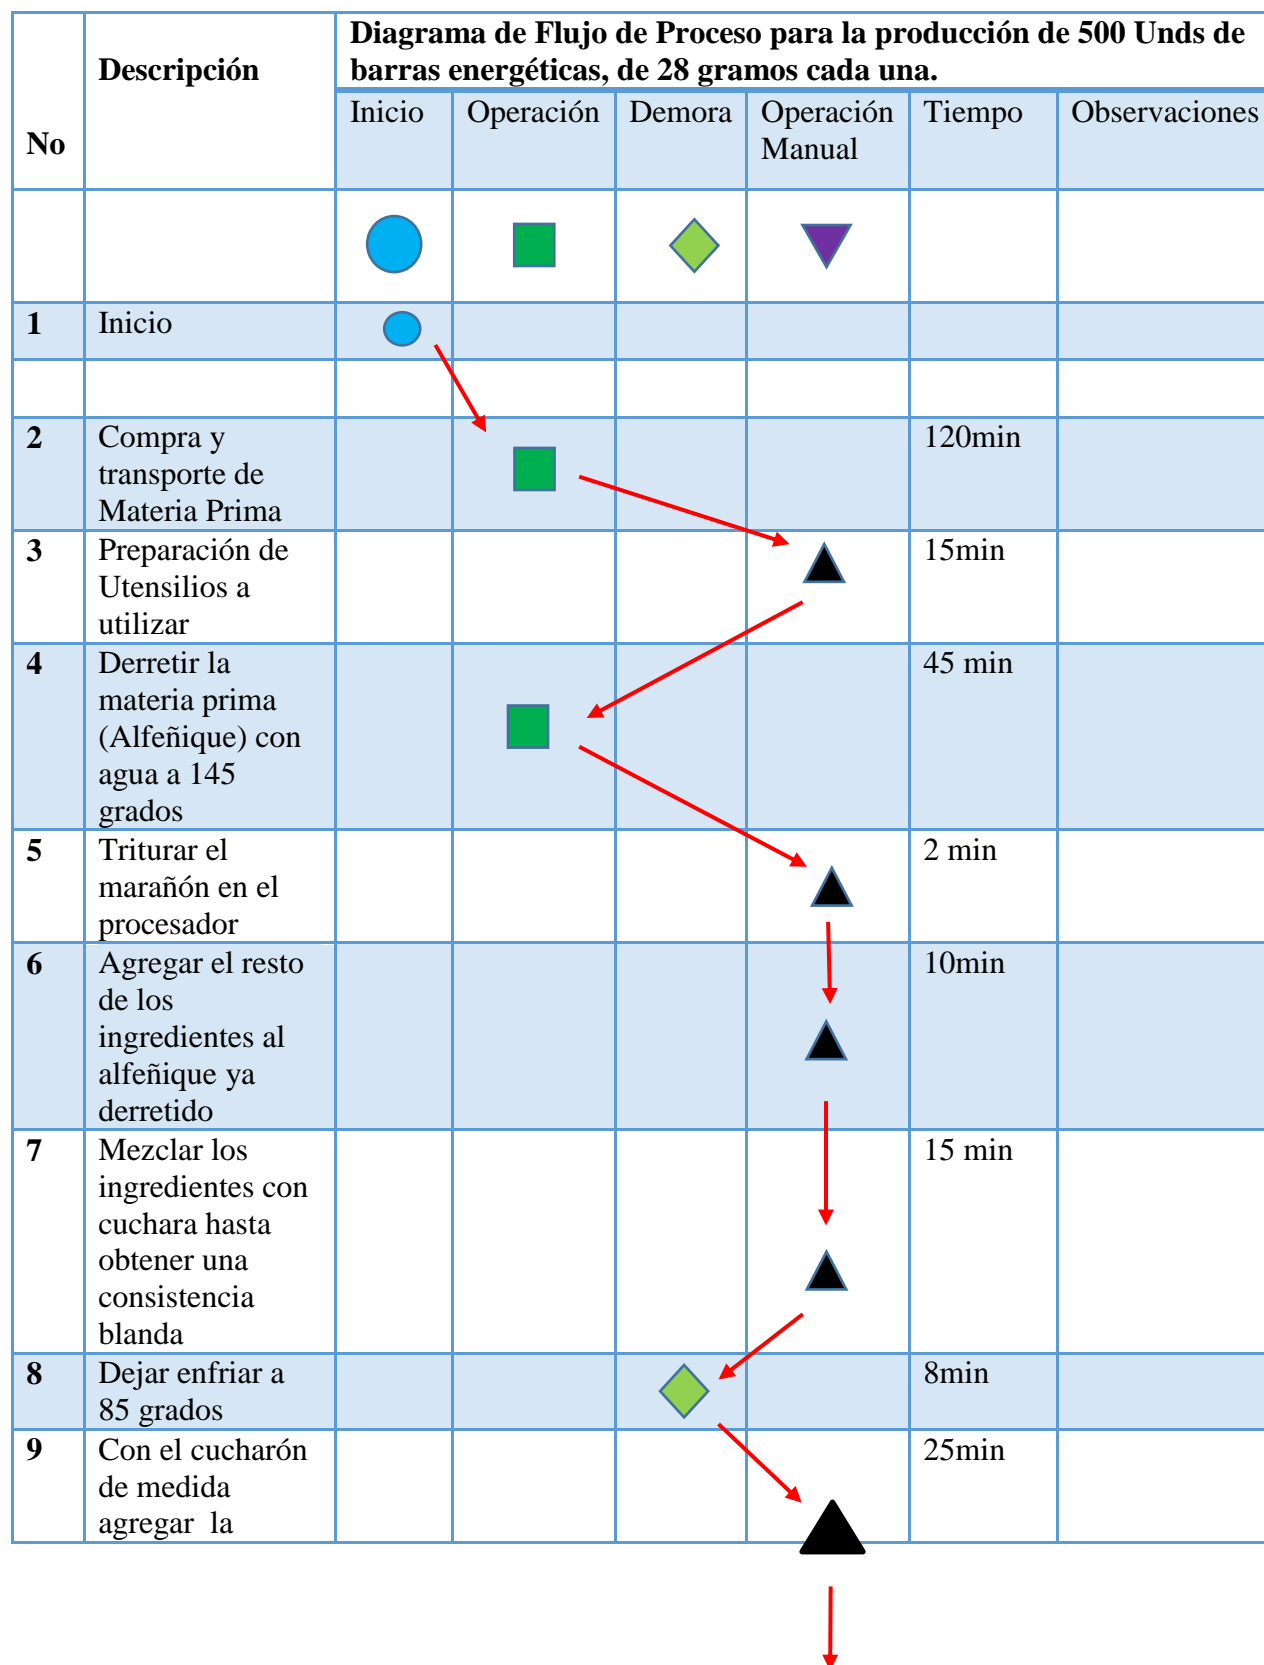 Diagrama de Flujo de Proceso para la producción de 500 Unds de
barras energéticas, de 28 gramos cada una.
Descripción
No
Inicio
Operación
Demora
Operación
Manual
Tiempo
Observaciones
1
Inicio
2
Compra y
transporte de
Materia Prima
120min
3
Preparación de
Utensilios a
utilizar
15min
4
Derretir la
materia prima
(Alfeñique) con
agua a 145
grados
45 min
5
Triturar el
marañón en el
procesador
2 min
6
Agregar el resto
de los
ingredientes al
alfeñique ya
derretido
10min
7
Mezclar los
ingredientes con
cuchara hasta
obtener una
consistencia
blanda
15 min
8
Dejar enfriar a
85 grados
8min
9
Con el cucharón
de medida
agregar  la
25min